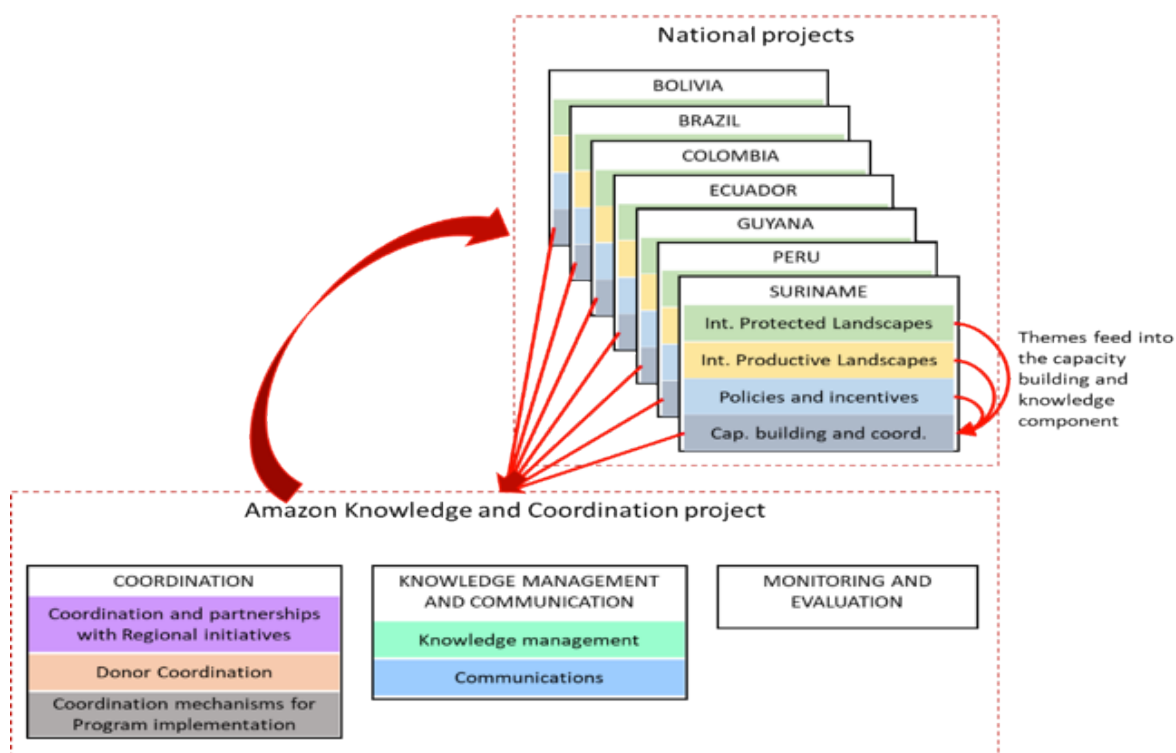 National projects
BOLIVIA
BRAZIL
COLOMBIA
ECUADOR
GUYANA
PERU
SURINAME
Int. Protected Landscapes
Int. Productive Landscapes
Policies and incentives
Cap. building and coord.
Themes feed into
the capacity
building and
knowledge
component
Amazon Knowledge and Coordination project
COORDINATION
Coordination and partnerships
with Regional initiatives
Donor Coordination
Coordination mechanisms for
Program implementation
KNOWLEDGE MANAGEMENT
AND COMMUNICATION
Knowledge management
Communications
MONITORING AND
EVALUATION